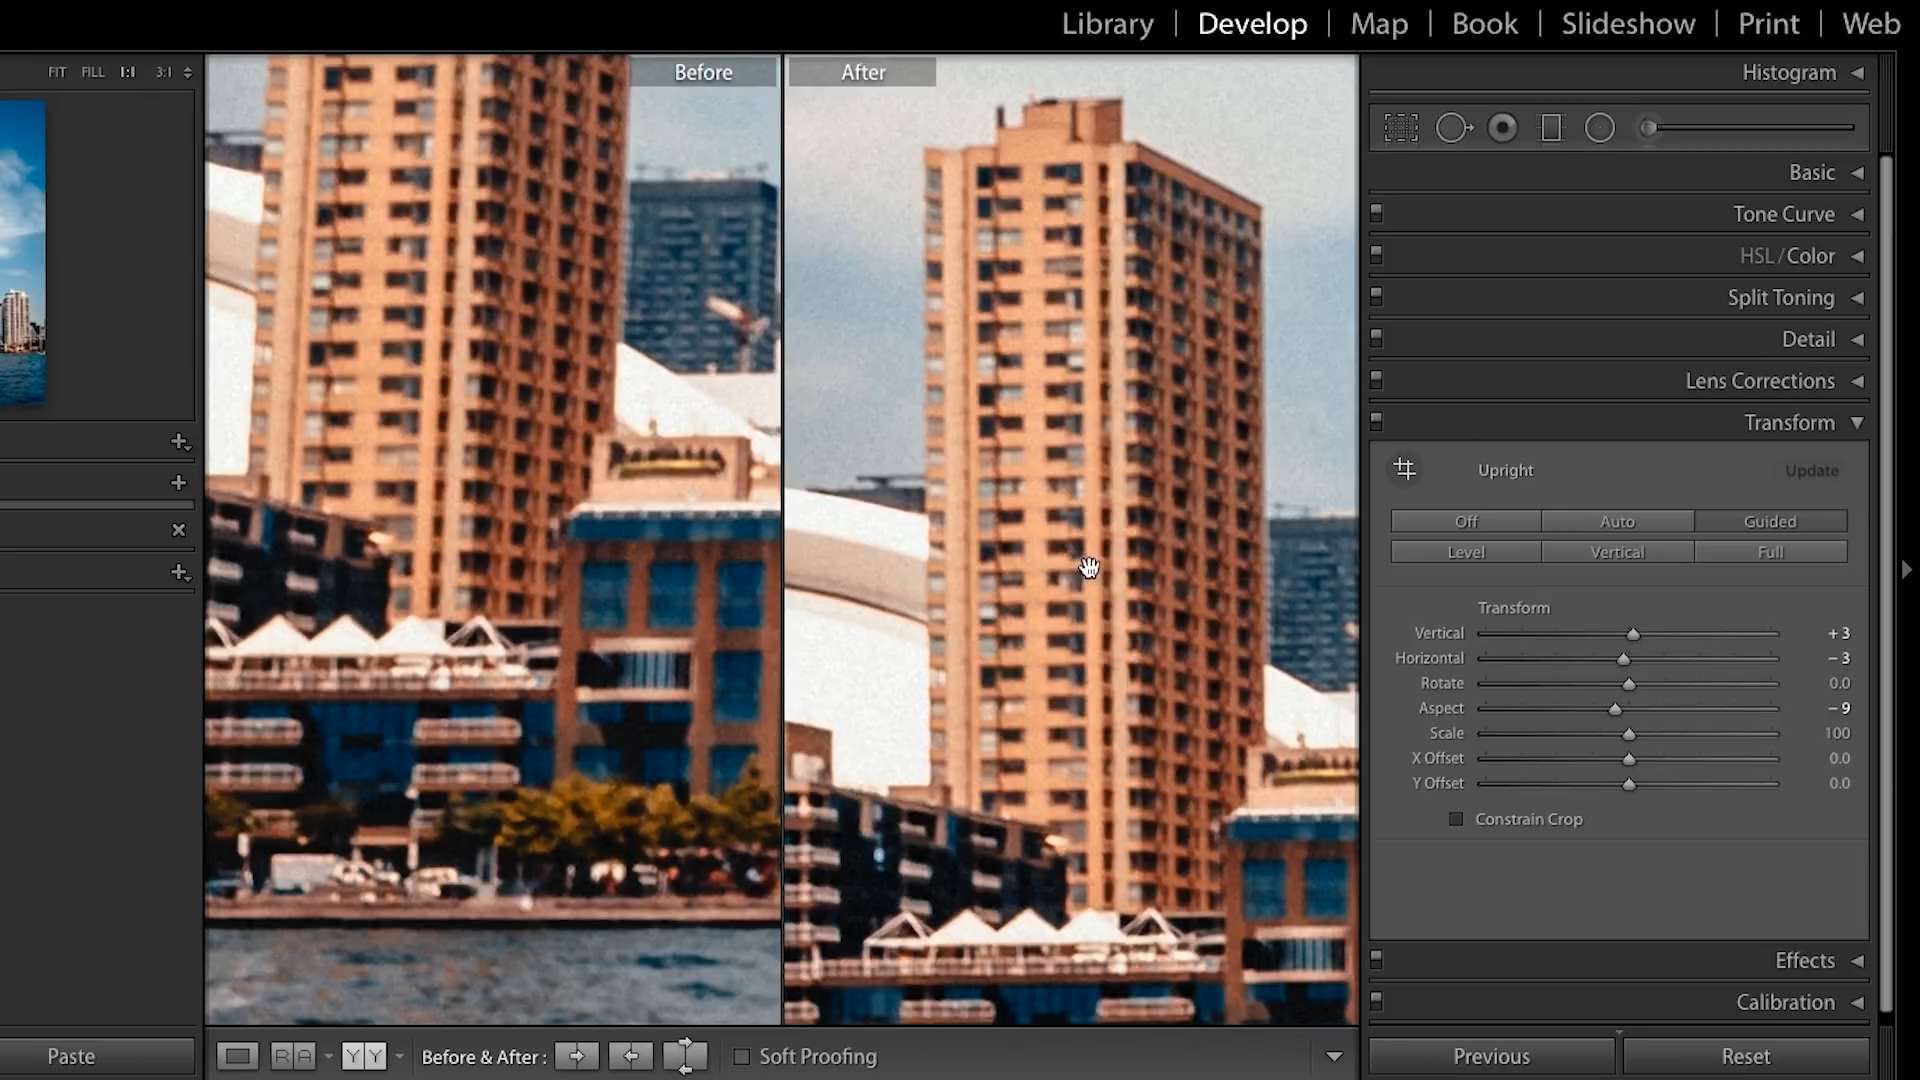 Library | Develop | Map | Book | Slideshow | Print | Web
FIT FILL 1:1 3:1
Before
After
Histogram
Basic
Tone Curve
HSL / Color
Split Toning
Detail
Lens Corrections
Transform
Upright Update
Off Auto Guided
Level Vertical Full
Transform
Vertical + 3
Horizontal − 3
Rotate 0.0
Aspect − 9
Scale 100
X Offset 0.0
Y Offset 0.0
Constrain Crop
Effects
Calibration
Paste
R A
Y Y
Before & After :
Soft Proofing
Previous
Reset